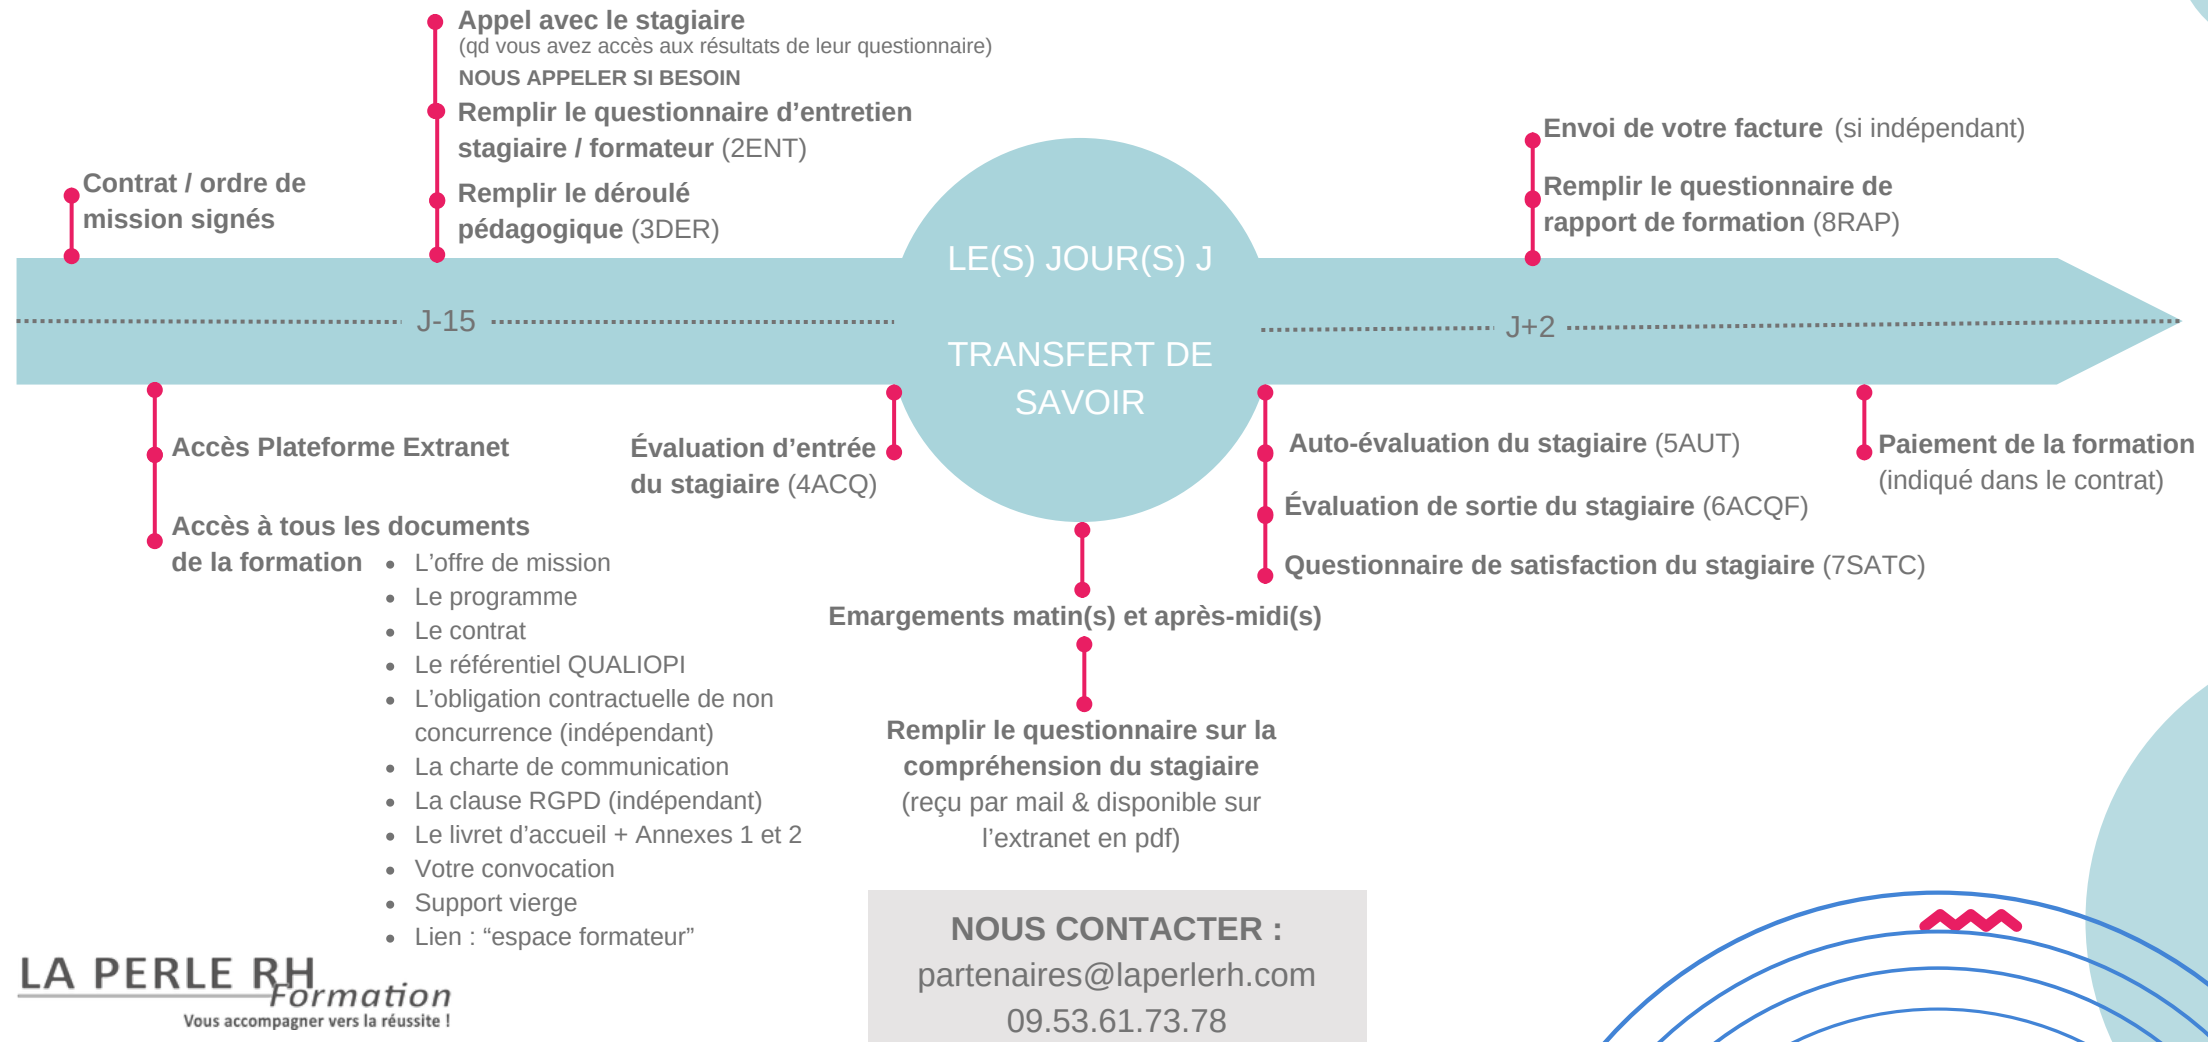 Appel avec le stagiaire
(qd vous avez accès aux résultats de leur questionnaire)
NOUS APPELER SI BESOIN
Remplir le questionnaire d’entretien
stagiaire / formateur (2ENT)
Remplir le déroulé
pédagogique (3DER)
Contrat / ordre de
mission signés
Envoi de votre facture (si indépendant)
Remplir le questionnaire de
rapport de formation (8RAP)
J-15
LE(S) JOUR(S) J
TRANSFERT DE
SAVOIR
J+2
Accès Plateforme Extranet
Accès à tous les documents
de la formation
• L’offre de mission
• Le programme
• Le contrat
• Le référentiel QUALIOPI
• L’obligation contractuelle de non
concurrence (indépendant)
• La charte de communication
• La clause RGPD (indépendant)
• Le livret d’accueil + Annexes 1 et 2
• Votre convocation
• Support vierge
• Lien : “espace formateur”
Évaluation d’entrée
du stagiaire (4ACQ)
Emargements matin(s) et après-midi(s)
Remplir le questionnaire sur la
compréhension du stagiaire
(reçu par mail & disponible sur
l’extranet en pdf)
Auto-évaluation du stagiaire (5AUT)
Évaluation de sortie du stagiaire (6ACQF)
Questionnaire de satisfaction du stagiaire (7SATC)
Paiement de la formation
(indiqué dans le contrat)
NOUS CONTACTER :
partenaires@laperlerh.com
09.53.61.73.78
LA PERLE RH
Formation
Vous accompagner vers la réussite !